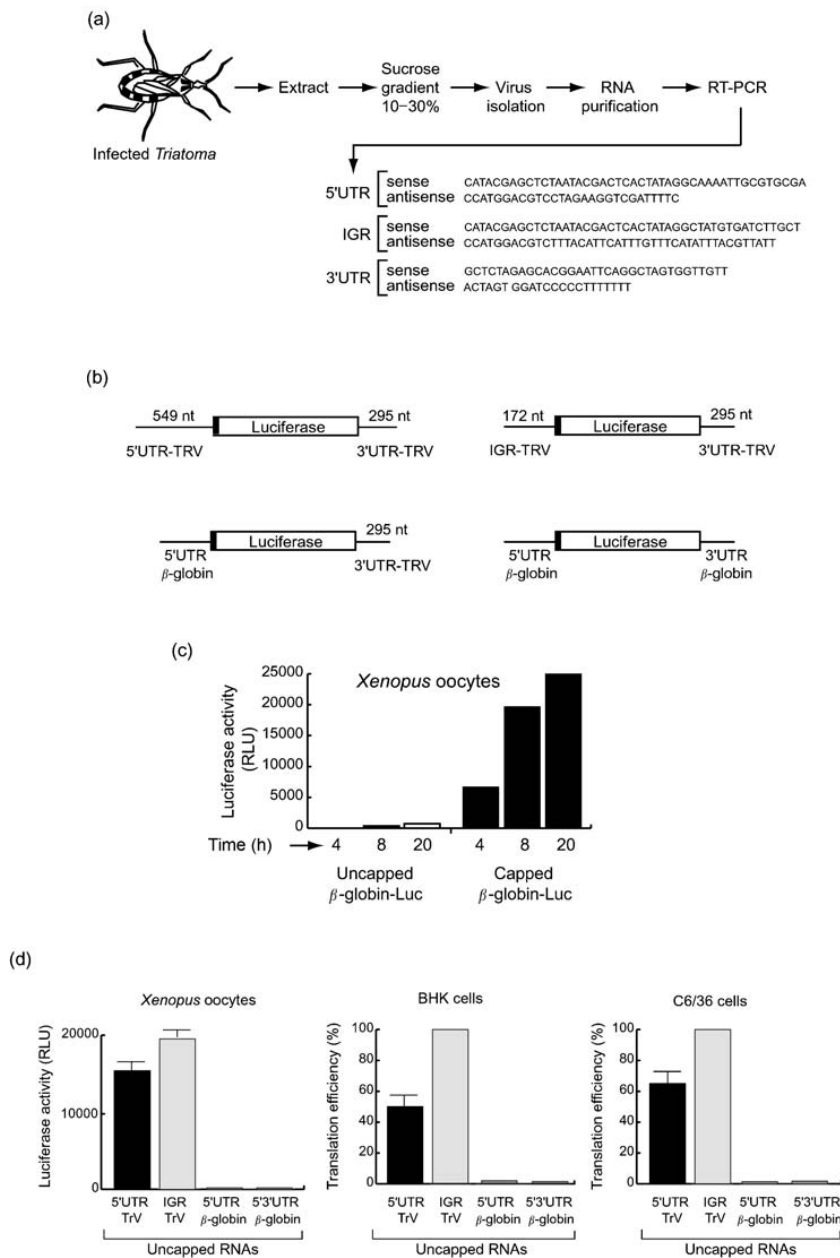 (a)
Infected Triatoma
Extract
Sucrose
gradient
10–30%
Virus
isolation
RNA
purification
RT-PCR
5'UTR
sense CATACGAGCTCTAATACGACTCACTATAGGCAAAATTGCGTGCGA
antisense CCATGGACGTCCTAGAAGGTCGATTTTC
IGR
sense CATACGAGCTCTAATACGACTCACTATAGGCTATGTGATCTTGCT
antisense CCATGGACGTCTTTACATTCATTTGTTTCATATTTACGTTATT
3'UTR
sense GCTCTAGAGCACGGAATTCAGGCTAGTGGTTGTT
antisense ACTAGT GGATCCCCCTTTTTTT
(b)
549 nt Luciferase 295 nt
5'UTR-TRV 3'UTR-TRV
172 nt Luciferase 295 nt
IGR-TRV 3'UTR-TRV
Luciferase 295 nt
5'UTR
β-globin
3'UTR-TRV
Luciferase
5'UTR
β-globin
3'UTR
β-globin
(c)
Xenopus oocytes
Luciferase activity
(RLU)
25000
20000
15000
10000
5000
0
Time (h) 4 8 20 4 8 20
Uncapped
β-globin-Luc
Capped
β-globin-Luc
(d)
Xenopus oocytes
Luciferase activity (RLU)
20000
10000
0
5'UTR IGR 5'UTR 5'3'UTR
TrV TrV β-globin β-globin
Uncapped RNAs
BHK cells
Translation efficiency (%)
100
80
60
40
20
0
5'UTR IGR 5'UTR 5'3'UTR
TrV TrV β-globin β-globin
Uncapped RNAs
C6/36 cells
Translation efficiency (%)
100
80
60
40
20
0
5'UTR IGR 5'UTR 5'3'UTR
TrV TrV β-globin β-globin
Uncapped RNAs